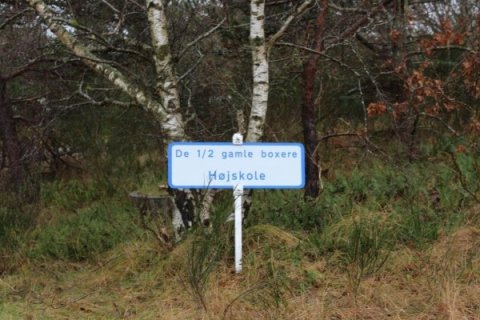 De 1/2 gamle boxere
Højskole